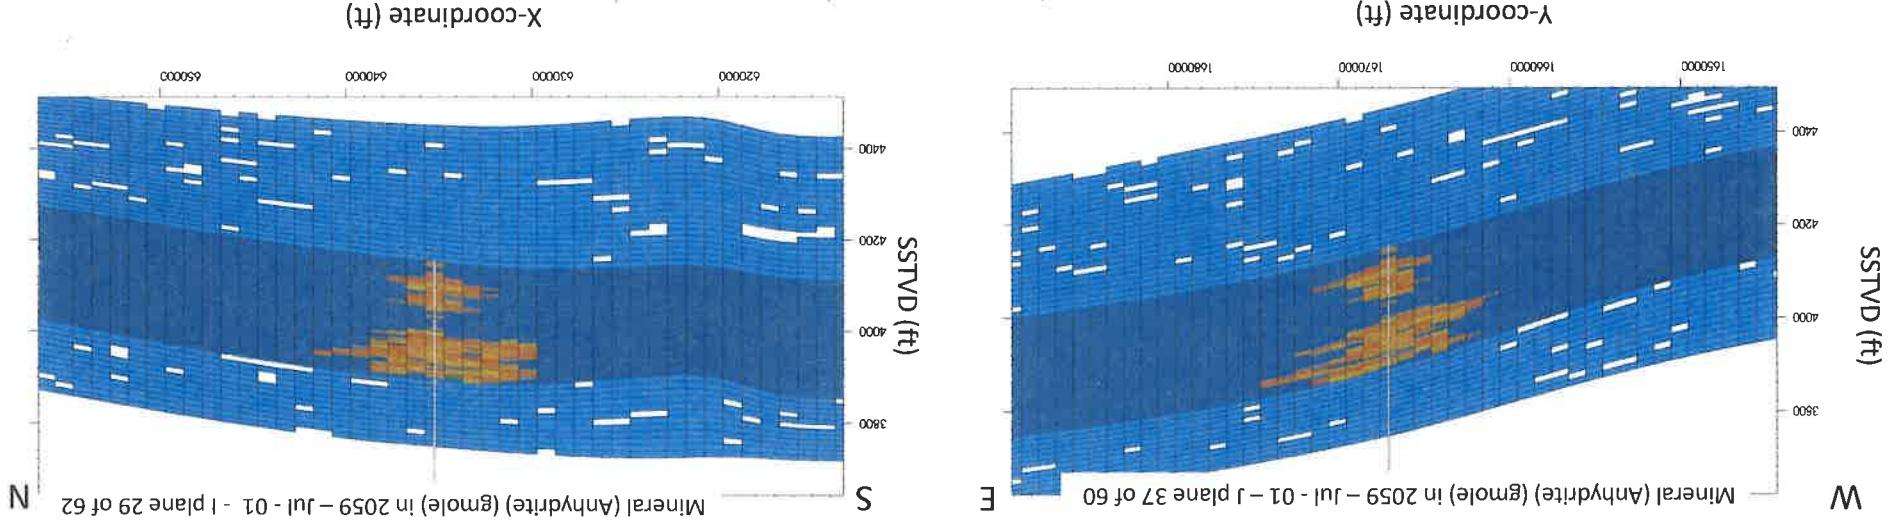 W Mineral (Anhydrite) (gmole) in 2059 – Jul - 01 – J plane 37 of 60 E
SSTVD (ft)
3800
4000
4200
4400
1650000 1660000 1670000 1680000
Y-coordinate (ft)
S Mineral (Anhydrite) (gmole) in 2059 – Jul - 01 - I plane 29 of 62 N
SSTVD (ft)
3800
4000
4200
4400
620000 630000 640000 650000
X-coordinate (ft)